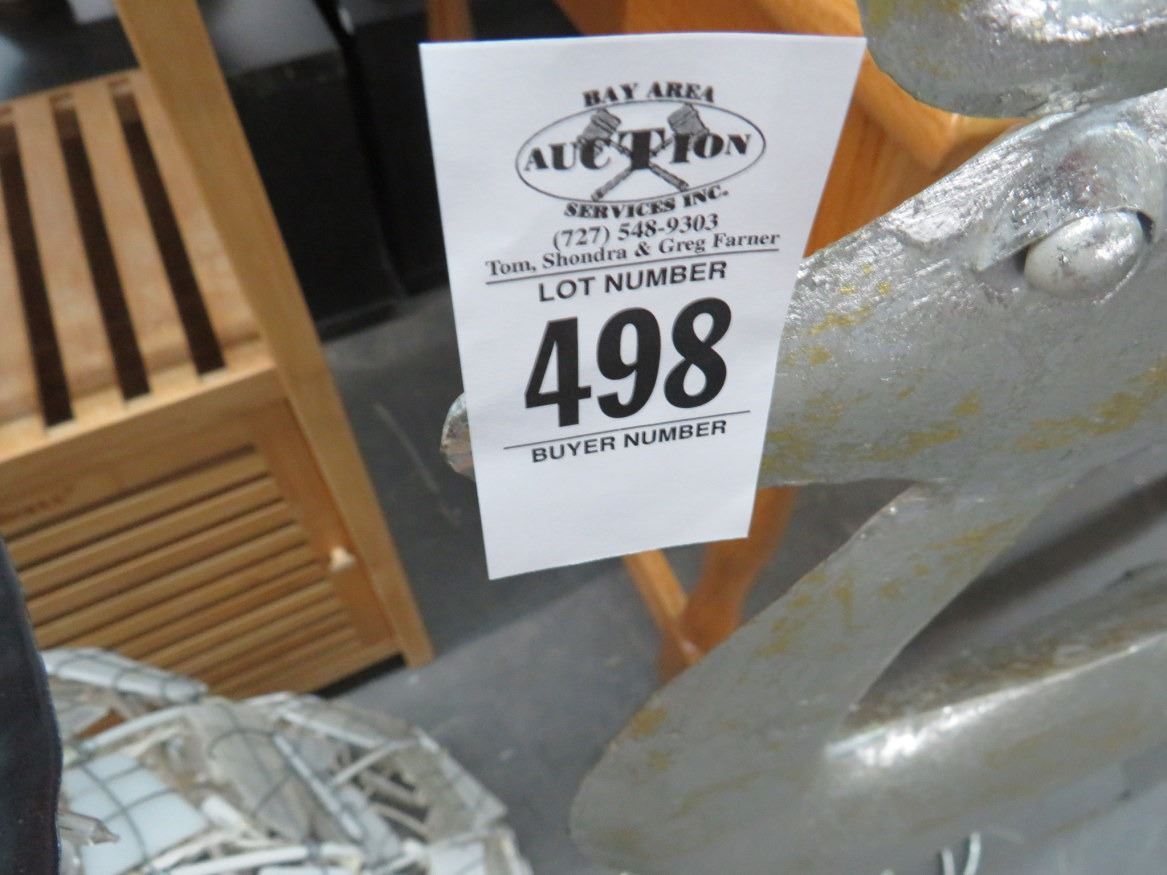 BAY AREA
AUCTION
SERVICES INC.
(727) 548-9303
Tom, Shondra & Greg Farner
LOT NUMBER
498
BUYER NUMBER